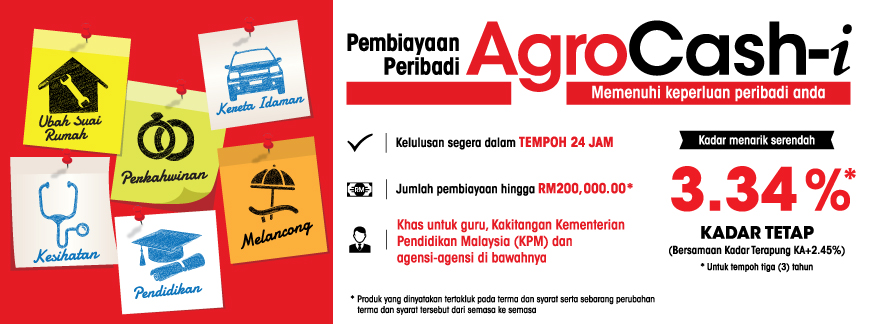 Ubah Suai
Rumah
Perkahwinan
Kereta Idaman
Kesihatan
Pendidikan
Melancong
Pembiayaan
Peribadi
AgroCash-i
Memenuhi keperluan peribadi anda
Kelulusan segera dalam TEMPOH 24 JAM
RM
Jumlah pembiayaan hingga RM200,000.00*
Khas untuk guru, Kakitangan Kementerian
Pendidikan Malaysia (KPM) dan
agensi-agensi di bawahnya
Kadar menarik serendah
3.34%*
KADAR TETAP
(Bersamaan Kadar Terapung KA+2.45%)
* Untuk tempoh tiga (3) tahun
* Produk yang dinyatakan tertakluk pada terma dan syarat serta sebarang perubahan
terma dan syarat tersebut dari semasa ke semasa